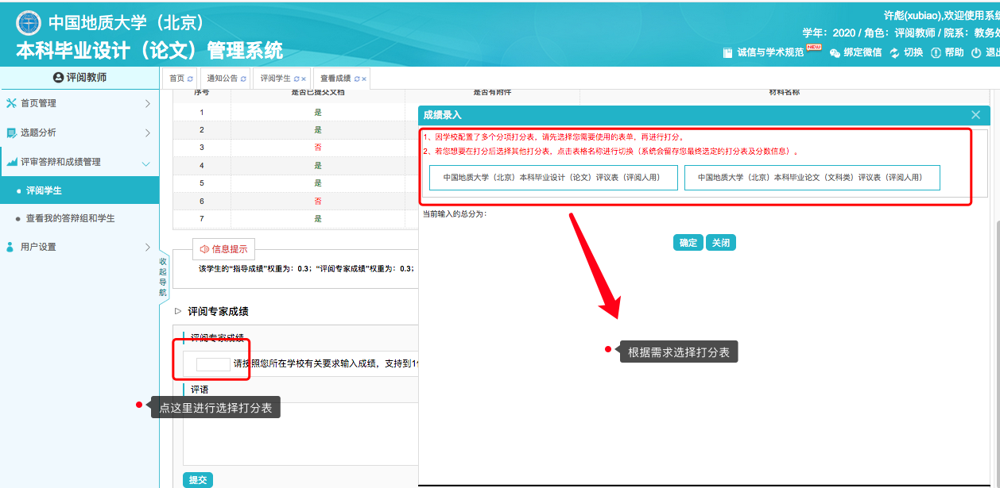 中国地质大学（北京）
本科毕业设计（论文）管理系统
许彪(xubiao),欢迎使用系统
学年：2020 / 角色：评阅教师 / 院系：教务处
诚信与学术规范 NEW 绑定微信 切换 帮助 退出
评阅教师
首页管理
选题分析
评审答辩和成绩管理
评阅学生
查看我的答辩组和学生
用户设置
收起导航
首页 通知公告 评阅学生 查看成绩
序号 是否已提交文档 是否有附件 材料名称
1 是
2 是
3 否
4 是
5 是
6 否
7 是
信息提示
该学生的“指导成绩”权重为：0.3；“评阅专家成绩”权重为：0.3；
评阅专家成绩
评阅专家成绩
请按照您所在学校有关要求输入成绩，支持到1
评语
点这里进行选择打分表
提交
成绩录入
1、因学校配置了多个分项打分表，请先选择您需要使用的表单，再进行打分。
2、若您想要在打分后选择其他打分表，点击表格名称进行切换（系统会留存您最终选定的打分表及分数信息）。
中国地质大学（北京）本科毕业设计（论文）评议表（评阅人用） 中国地质大学（北京）本科毕业论文（文科类）评议表（评阅人用）
当前输入的总分为：
确定 关闭
根据需求选择打分表